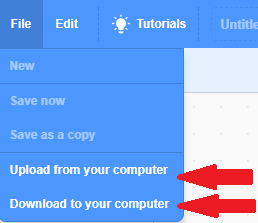 File Edit Tutorials Untitle
New
Save now
Save as a copy
Upload from your computer
Download to your computer